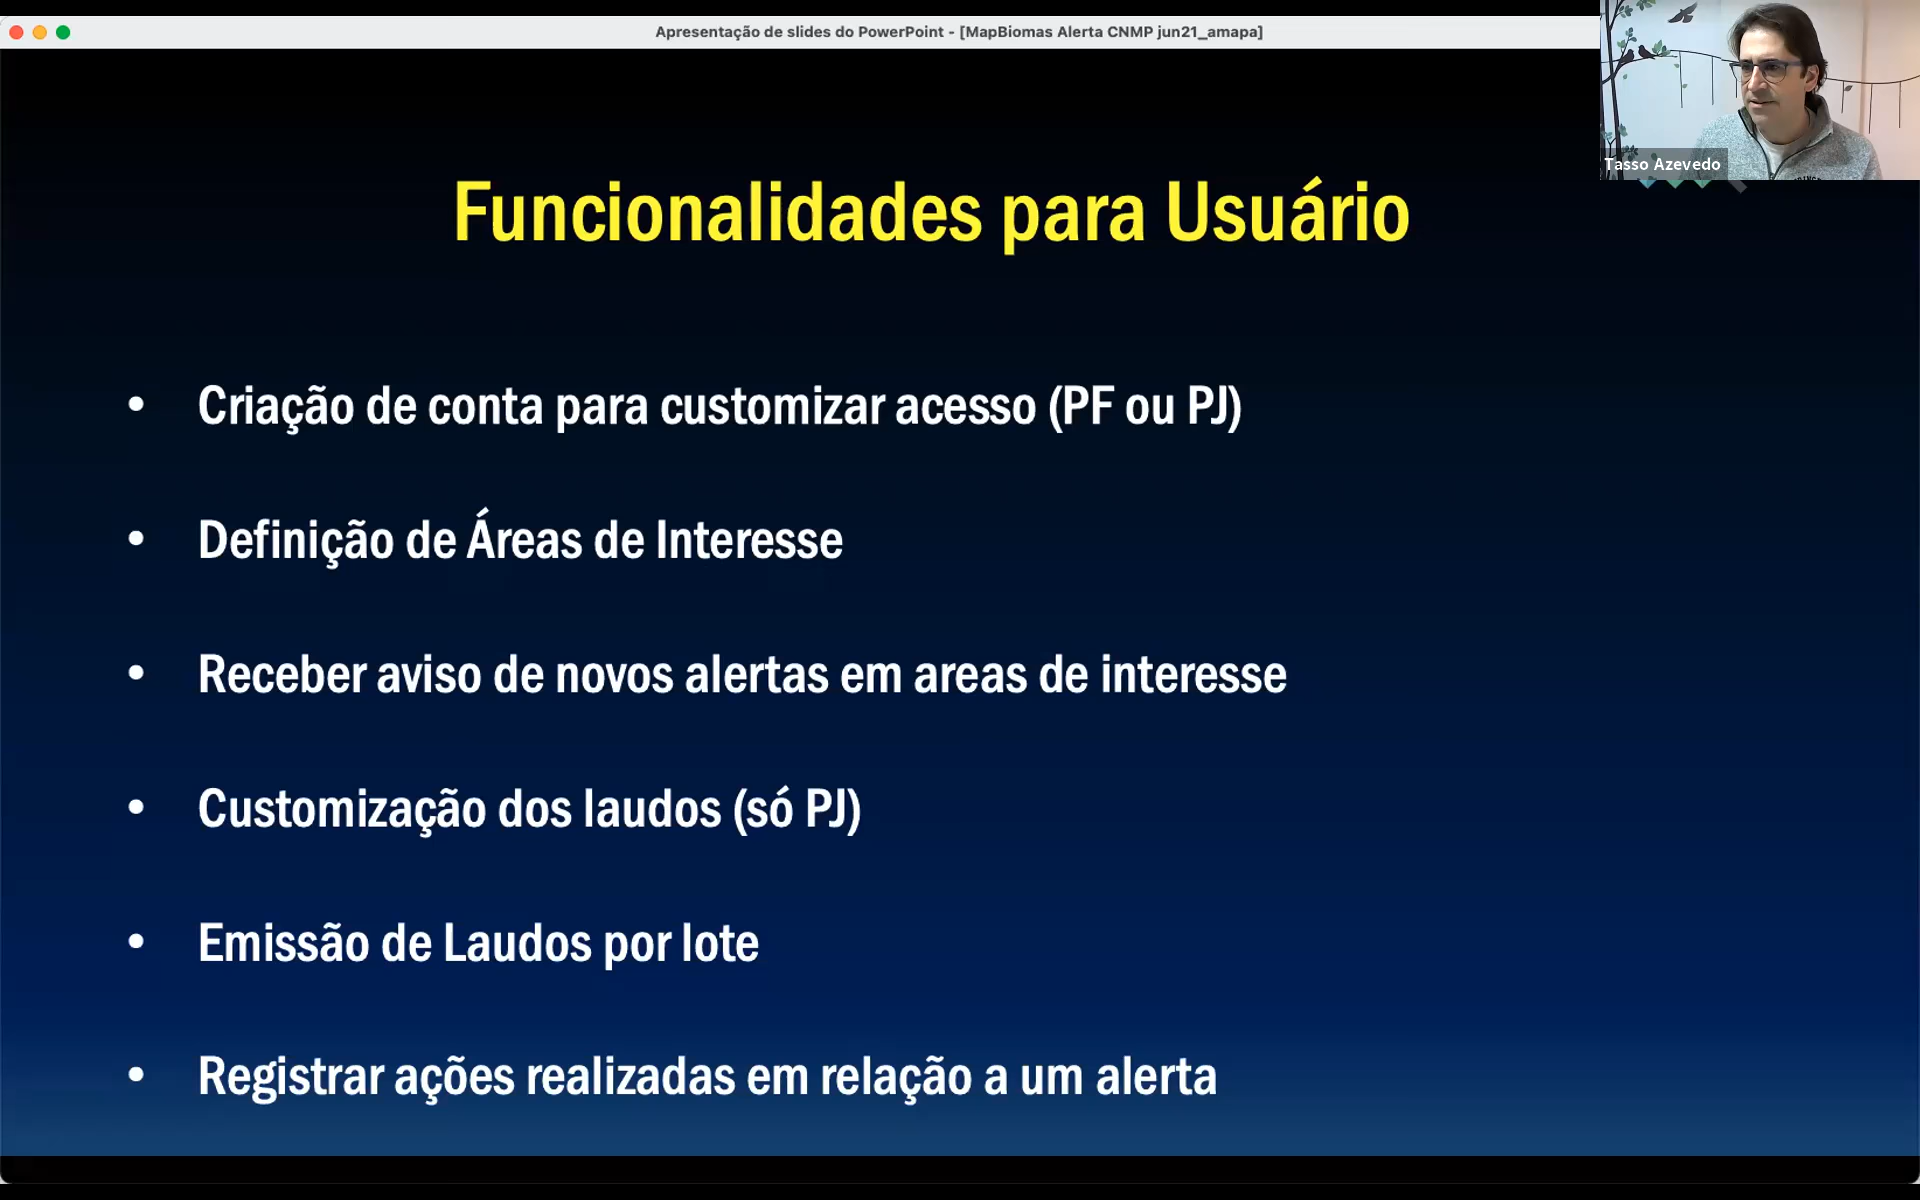 Apresentação de slides do PowerPoint - [MapBiomas Alerta CNMP jun21_amapa]
Tasso Azevedo
Funcionalidades para Usuário
• Criação de conta para customizar acesso (PF ou PJ)
• Definição de Áreas de Interesse
• Receber aviso de novos alertas em areas de interesse
• Customização dos laudos (só PJ)
• Emissão de Laudos por lote
• Registrar ações realizadas em relação a um alerta